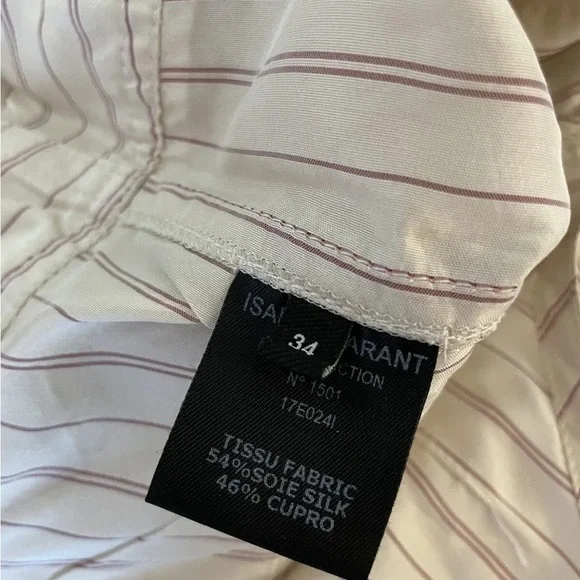 ISA ARANT
34
CTION
N° 1501
17E024I
TISSU FABRIC
54%SOIE SILK
46% CUPRO